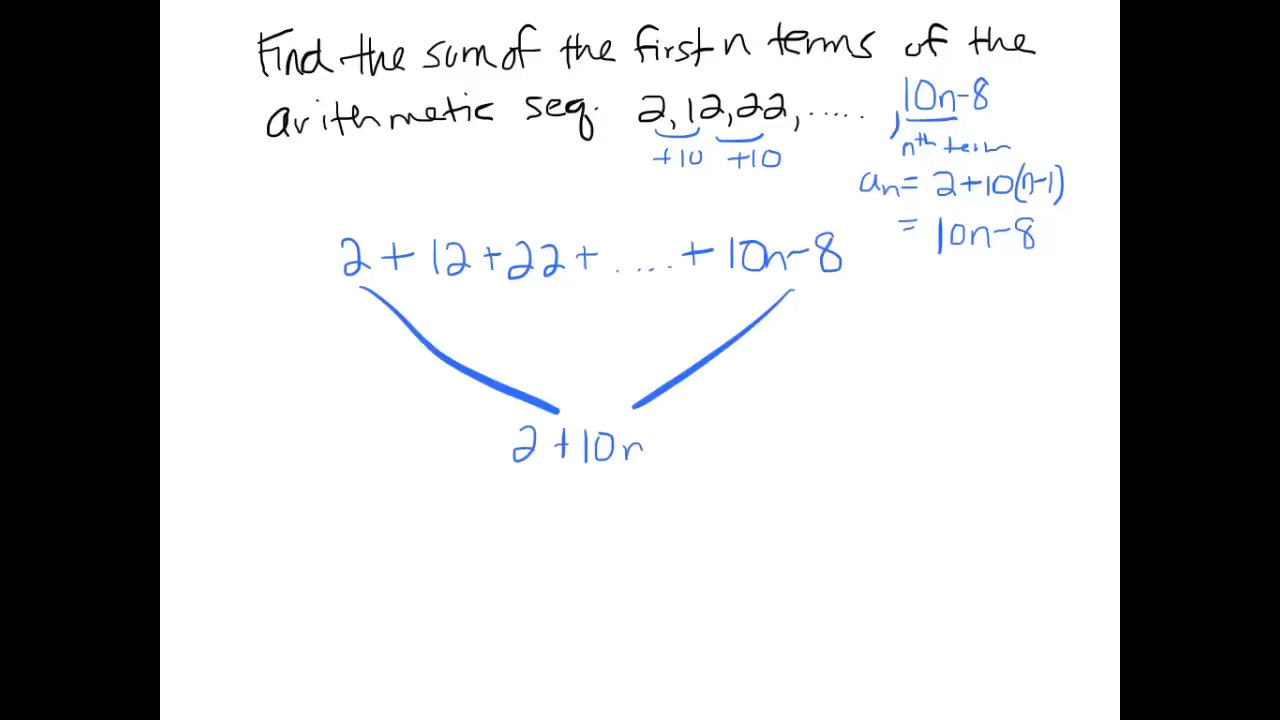 Find the sum of the first n terms of the
arithmetic seq. 2, 12, 22, ....., 10n-8
+10 +10
nth term
an = 2+10(n-1)
= 10n-8
2 + 12 + 22 + .... + 10n-8
2 + 10n